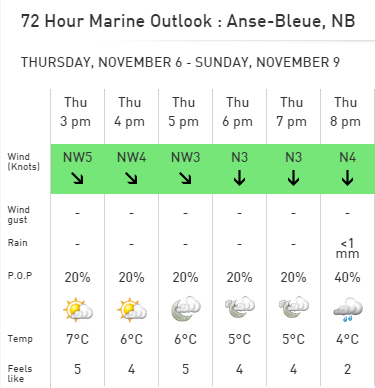 72 Hour Marine Outlook : Anse-Bleue, NB
THURSDAY, NOVEMBER 6 - SUNDAY, NOVEMBER 9
Thu Thu Thu Thu Thu Thu
3 pm 4 pm 5 pm 6 pm 7 pm 8 pm
Wind (Knots) NW5 NW4 NW3 N3 N3 N4
Wind gust - - - - - -
Rain - - - - - <1 mm
P.O.P 20% 20% 20% 20% 20% 40%
Temp 7°C 6°C 6°C 5°C 5°C 4°C
Feels like 5 4 5 4 4 2